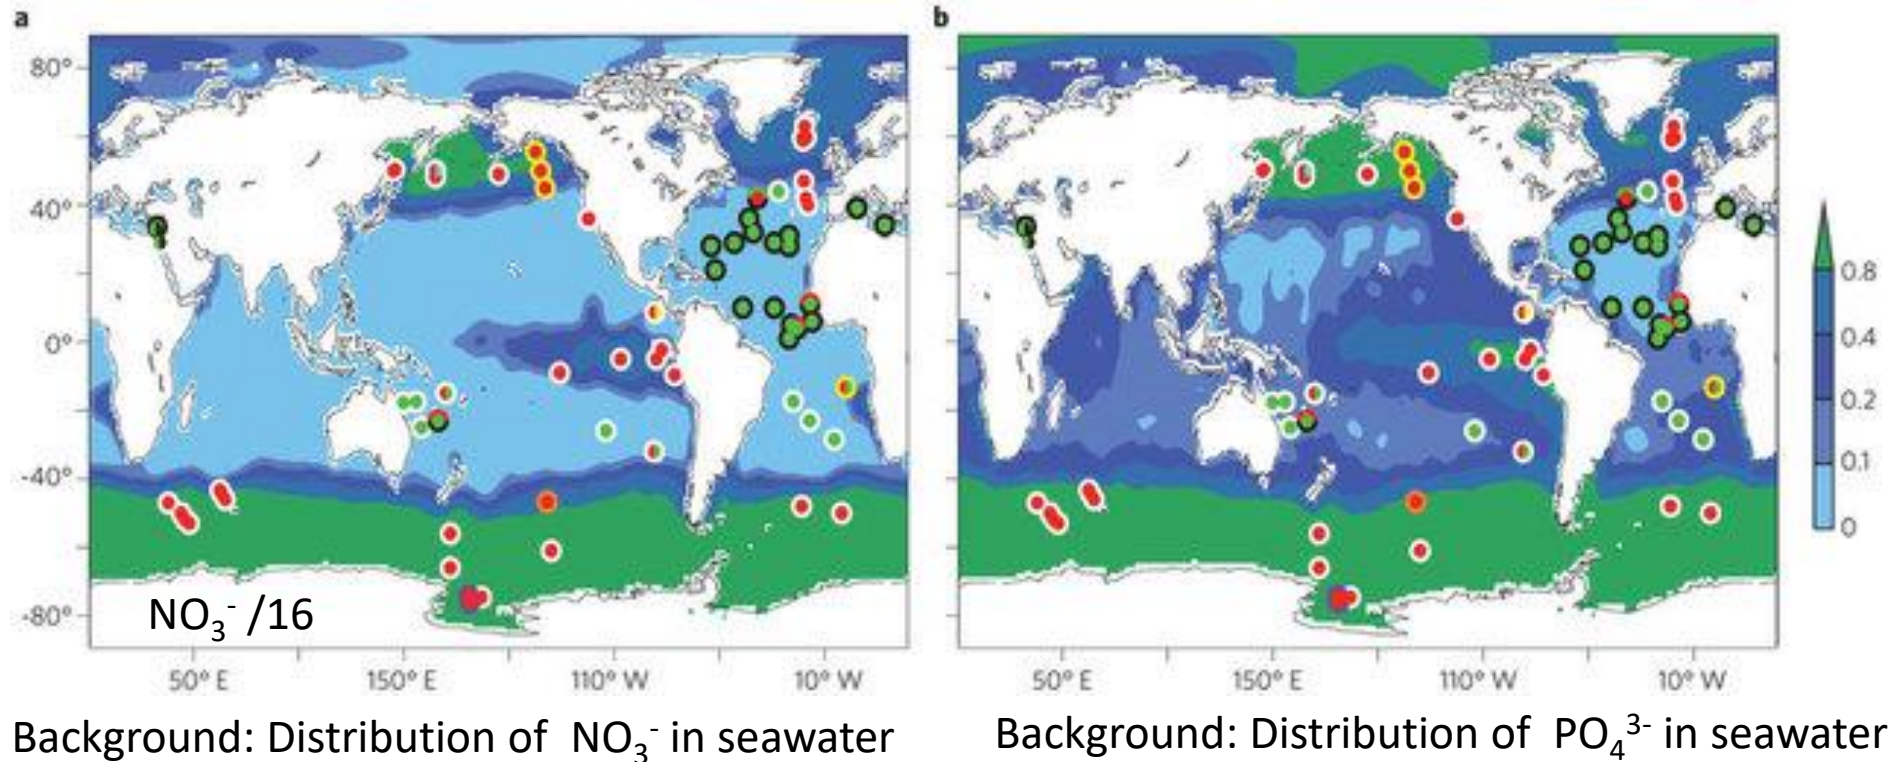 a
b
80°
40°
0°
-40°
-80°
NO₃⁻ /16
50° E
150° E
110° W
10° W
50° E
150° E
110° W
10° W
0.8
0.4
0.2
0.1
0
Background: Distribution of NO₃⁻ in seawater
Background: Distribution of PO₄³⁻ in seawater